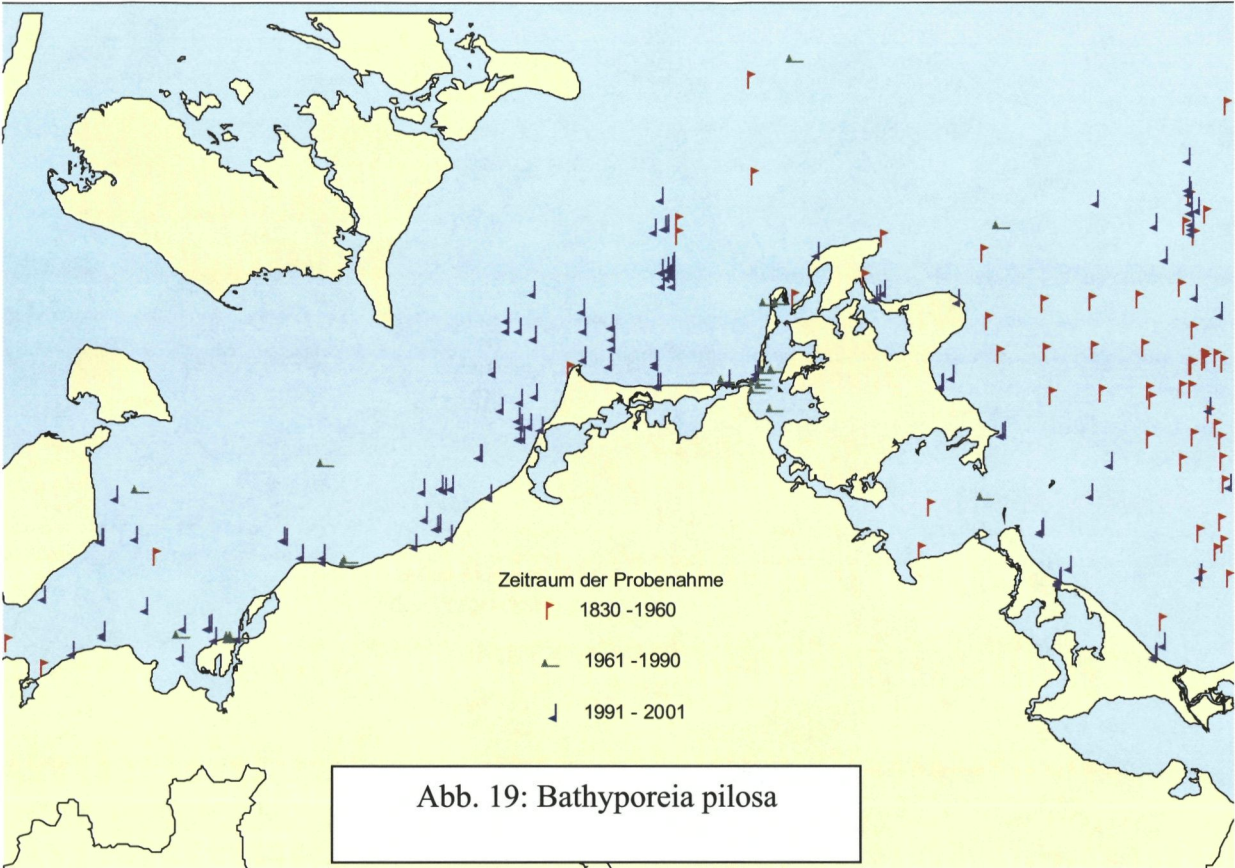 Zeitraum der Probenahme
1830 -1960
1961 -1990
1991 - 2001
Abb. 19: Bathyporeia pilosa